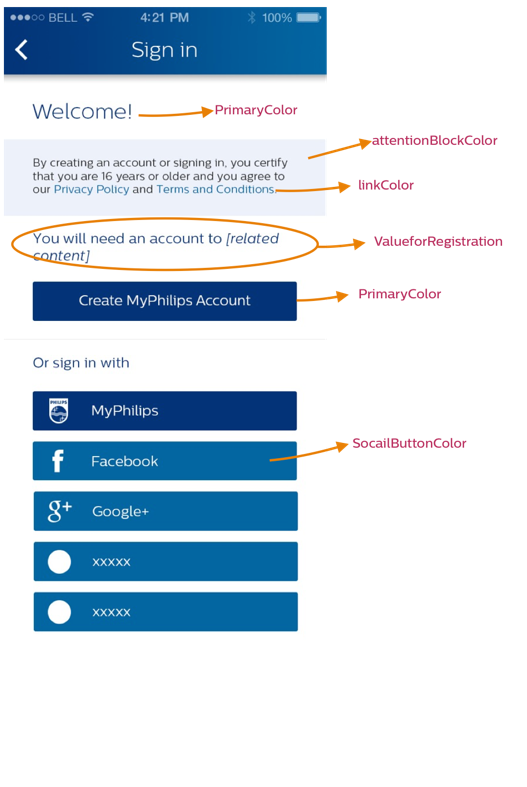 BELL 4:21 PM 100%
Sign in
Welcome! PrimaryColor
attentionBlockColor
By creating an account or signing in, you certify
that you are 16 years or older and you agree to
our Privacy Policy and Terms and Conditions. linkColor
You will need an account to [related
content]
ValueforRegistration
Create MyPhilips Account PrimaryColor
Or sign in with
PHILIPS MyPhilips
f Facebook SocailButtonColor
g+ Google+
xxxxx
xxxxx